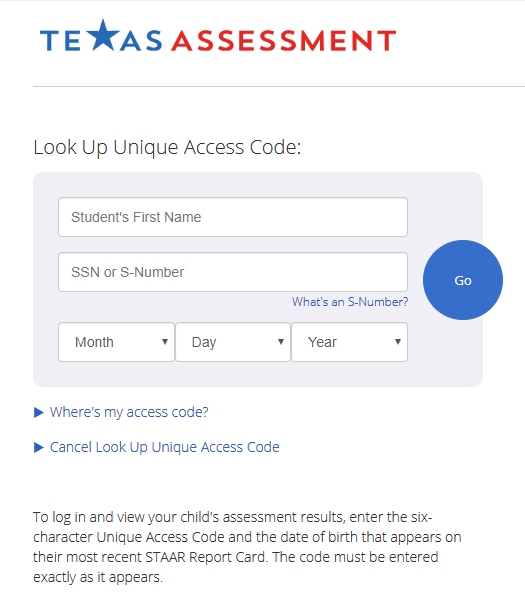 TEXAS ASSESSMENT
Look Up Unique Access Code:
Student's First Name
SSN or S-Number
Go
What's an S-Number?
Month Day Year
Where's my access code?
Cancel Look Up Unique Access Code
To log in and view your child's assessment results, enter the six-
character Unique Access Code and the date of birth that appears on
their most recent STAAR Report Card. The code must be entered
exactly as it appears.